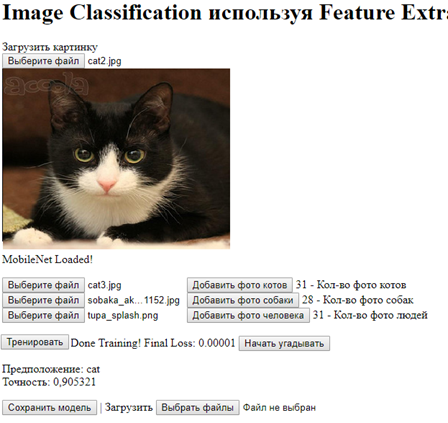 Image Classification используя Feature Extra
Загрузить картинку
Выберите файл cat2.jpg
MobileNet Loaded!
Выберите файл cat3.jpg Добавить фото котов 31 - Кол-во фото котов
Выберите файл sobaka_ak...1152.jpg Добавить фото собаки 28 - Кол-во фото собак
Выберите файл tupa_splash.png Добавить фото человека 31 - Кол-во фото людей
Тренировать Done Training! Final Loss: 0.00001 Начать угадывать
Предположение: cat
Точность: 0,905321
Сохранить модель | Загрузить Выбрать файлы Файл не выбран